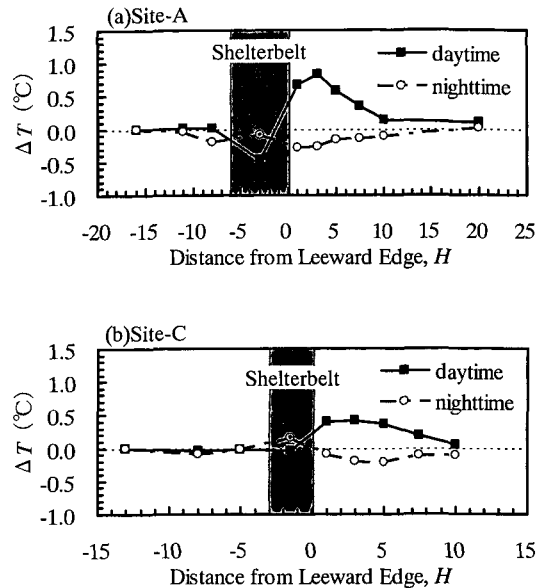 (a)Site-A
1.5
Shelterbelt
daytime
1.0
nighttime
0.5
0.0
-0.5
-1.0
ΔT (℃)
-20 -15 -10 -5 0 5 10 15 20 25
Distance from Leeward Edge, H
(b)Site-C
1.5
daytime
1.0
Shelterbelt
nighttime
0.5
0.0
-0.5
-1.0
ΔT (℃)
-15 -10 -5 0 5 10 15
Distance from Leeward Edge, H